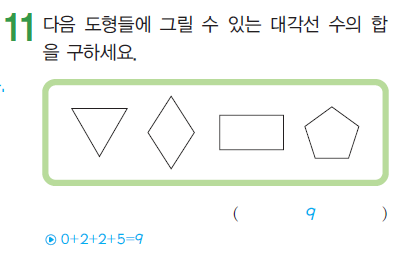 11 다음 도형들에 그릴 수 있는 대각선 수의 합
을 구하세요.
( 9 )
▶ 0+2+2+5=9